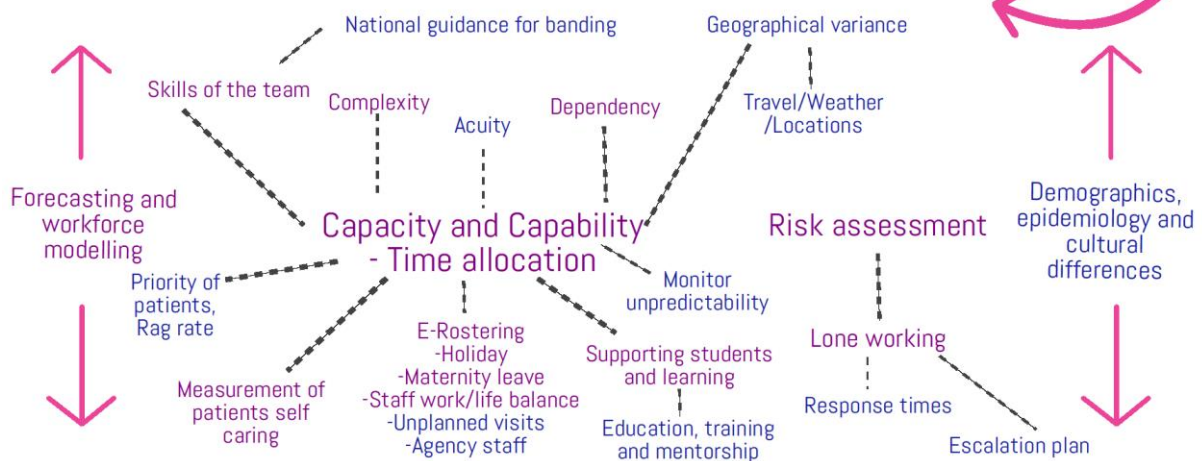 National guidance for banding
Geographical variance
Skills of the team
Complexity
Acuity
Dependency
Travel/Weather
/Locations
Forecasting and
workforce
modelling
Capacity and Capability
- Time allocation
Risk assessment
Demographics,
epidemiology and
cultural
differences
Priority of
patients,
Rag rate
Monitor
unpredictability
Measurement of
patients self
caring
E-Rostering
-Holiday
-Maternity leave
-Staff work/life balance
-Unplanned visits
-Agency staff
Supporting students
and learning
Education, training
and mentorship
Lone working
Response times
Escalation plan